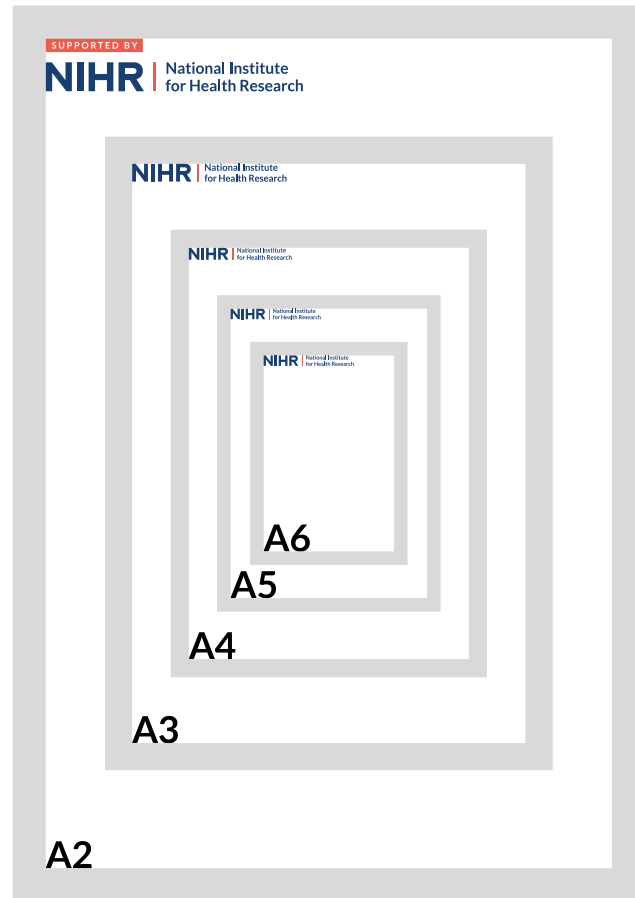 SUPPORTED BY
NIHR | National Institute
for Health Research
NIHR | National Institute
for Health Research
NIHR | National Institute
for Health Research
NIHR | National Institute
for Health Research
NIHR | National Institute
for Health Research
A6
A5
A4
A3
A2